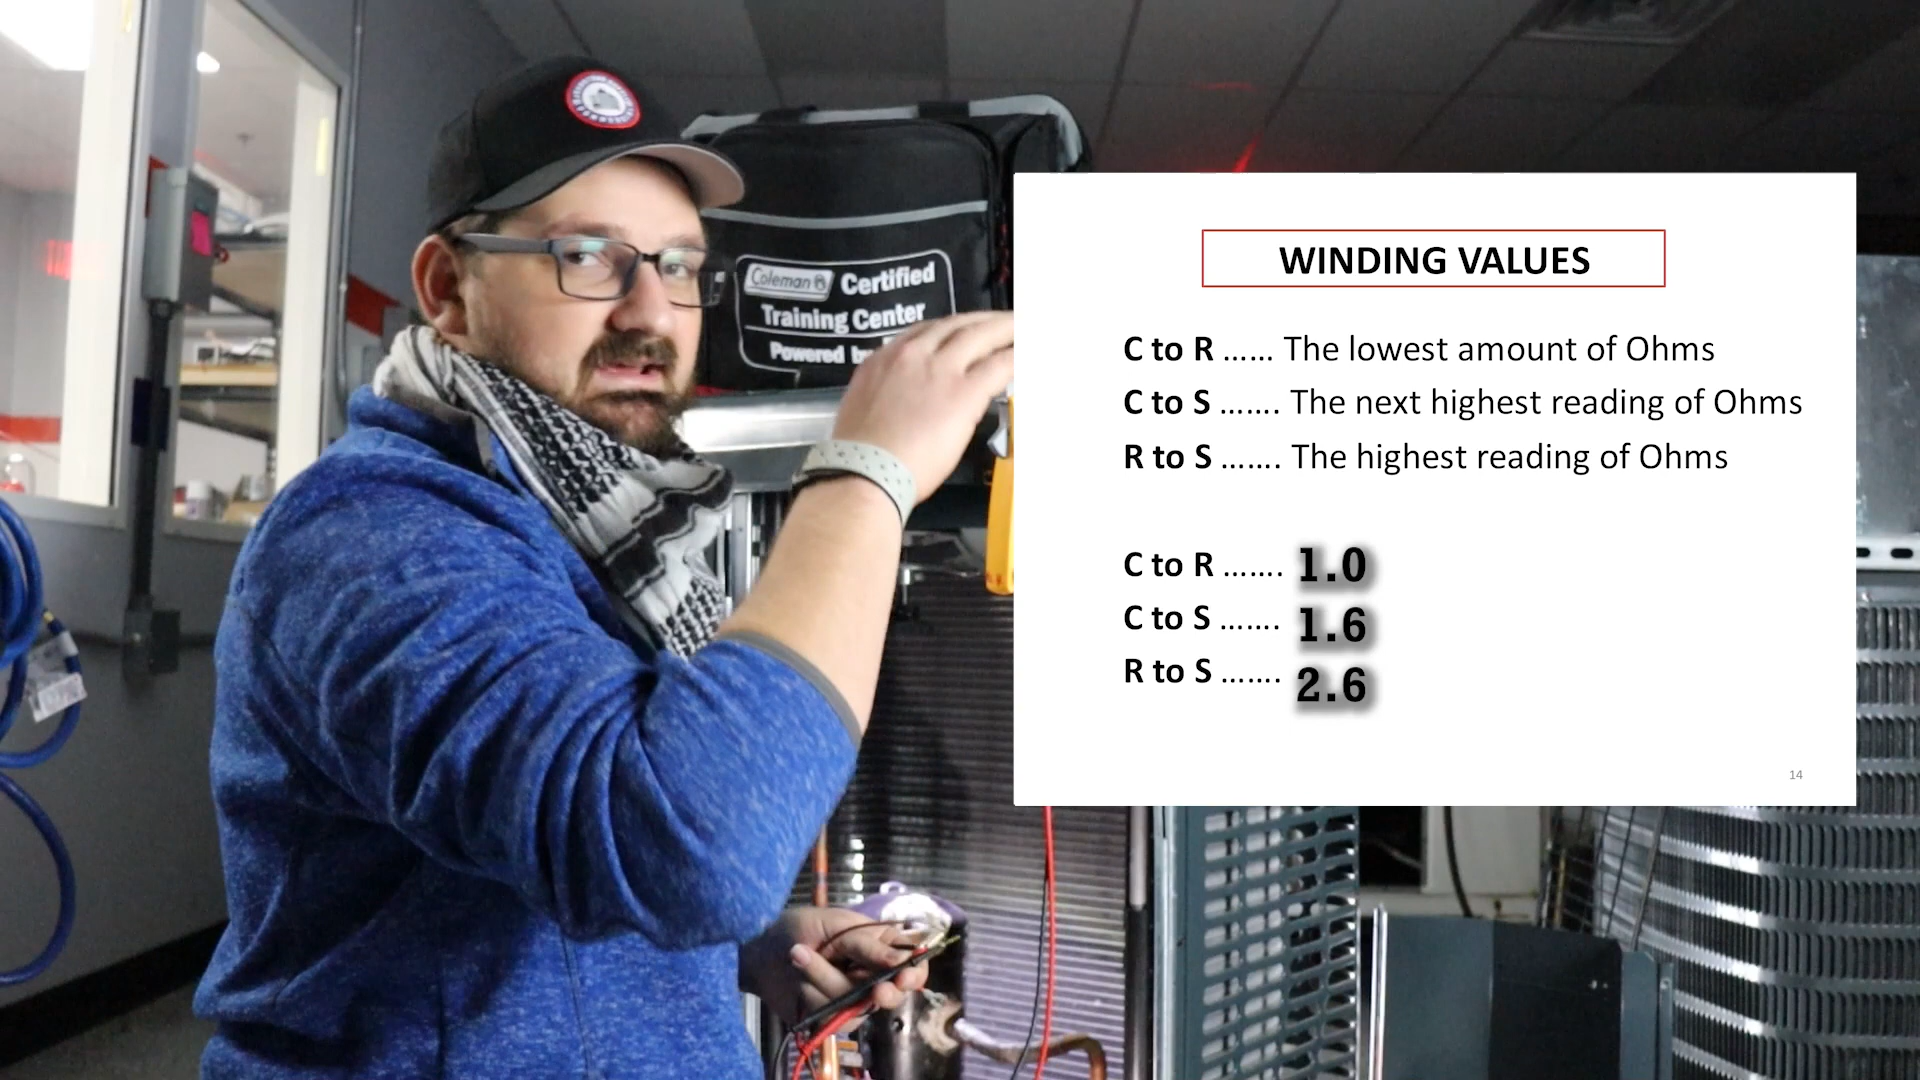 Coleman Certified
Training Center
Powered
WINDING VALUES
C to R ...... The lowest amount of Ohms
C to S ....... The next highest reading of Ohms
R to S ....... The highest reading of Ohms
C to R ....... 1.0
C to S ....... 1.6
R to S ....... 2.6
14